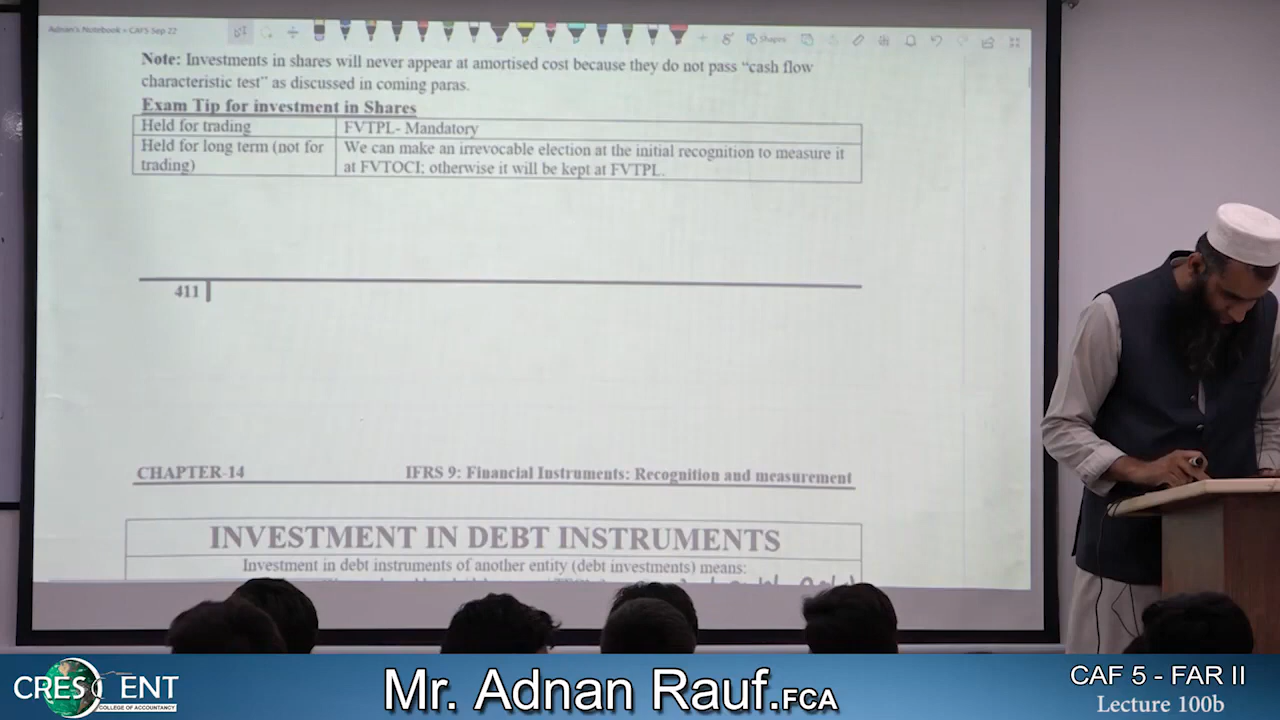 Adnan's Notebook > CAF5 Sep 22
Shapes
Note: Investments in shares will never appear at amortised cost because they do not pass "cash flow
characteristic test" as discussed in coming paras.
Exam Tip for investment in Shares
Held for trading
FVTPL- Mandatory
Held for long term (not for
trading)
We can make an irrevocable election at the initial recognition to measure it
at FVTOCI; otherwise it will be kept at FVTPL.
411
CHAPTER-14
IFRS 9: Financial Instruments: Recognition and measurement
INVESTMENT IN DEBT INSTRUMENTS
Investment in debt instruments of another entity (debt investments) means:
CRESCENT
COLLEGE OF ACCOUNTANCY
Mr. Adnan Rauf.FCA
CAF 5 - FAR II
Lecture 100b